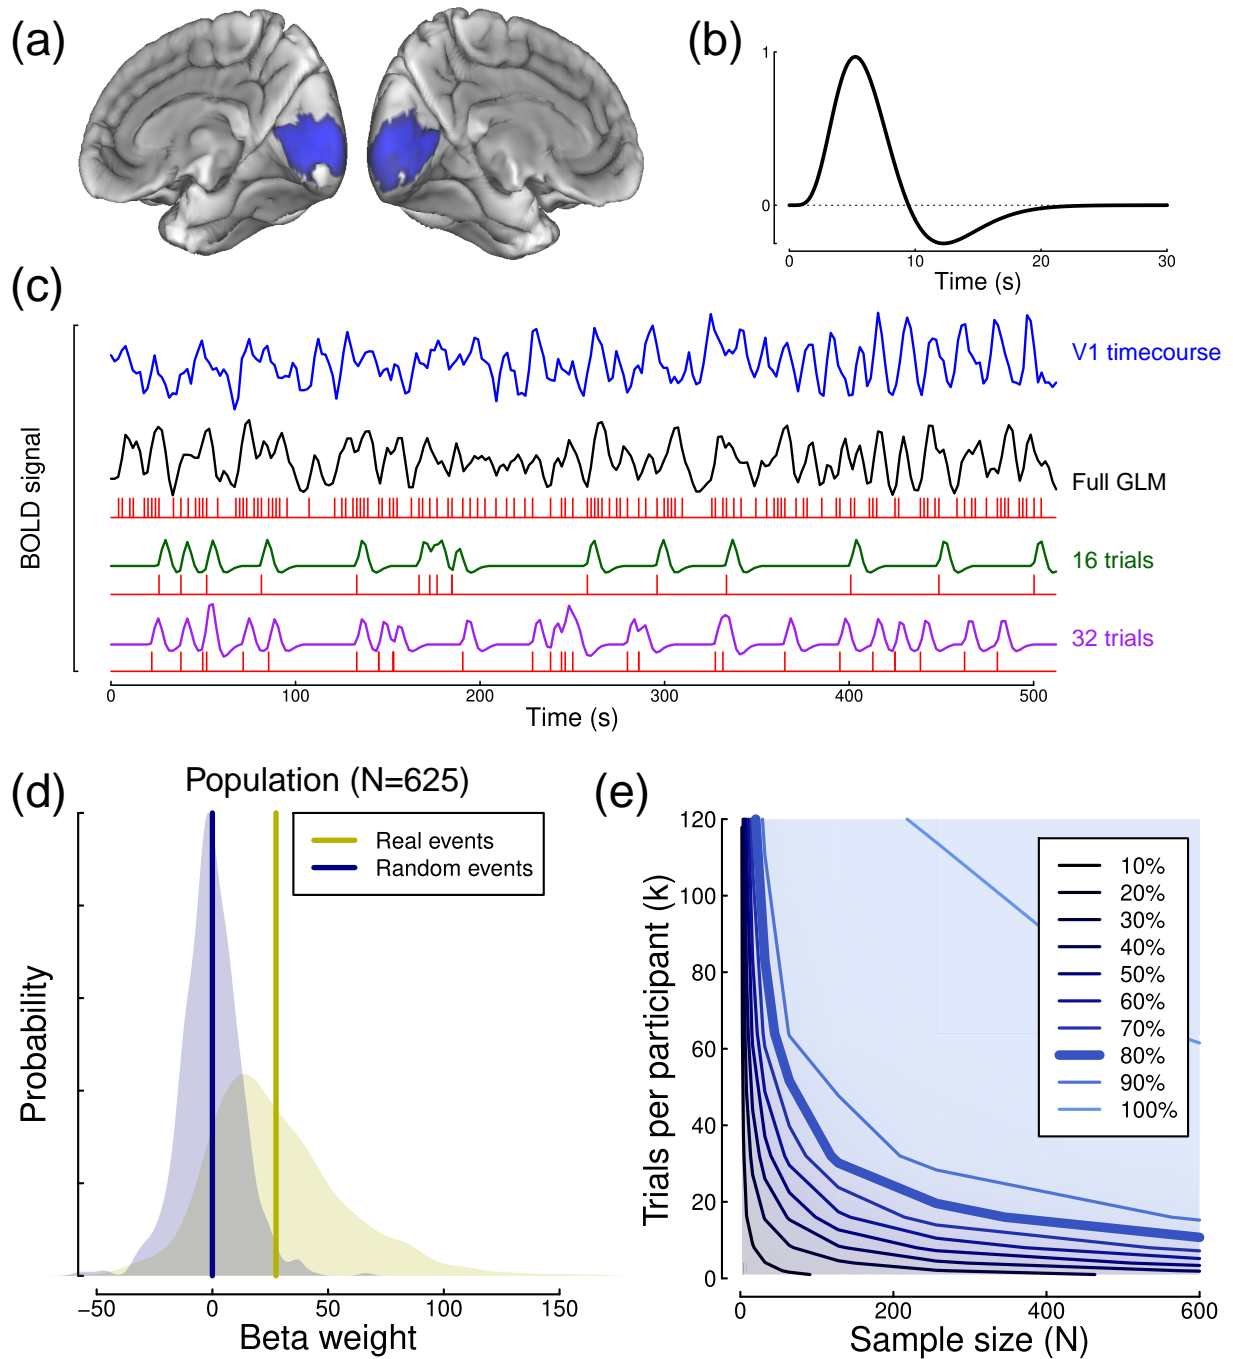 (a)
(b)
1
0
0 10 20 30
Time (s)
(c)
BOLD signal
V1 timecourse
Full GLM
16 trials
32 trials
0 100 200 300 400 500
Time (s)
(d)
Population (N=625)
Real events
Random events
Probability
−50 0 50 100 150
Beta weight
(e)
Trials per participant (k)
120
100
80
60
40
20
0
10%
20%
30%
40%
50%
60%
70%
80%
90%
100%
0 200 400 600
Sample size (N)